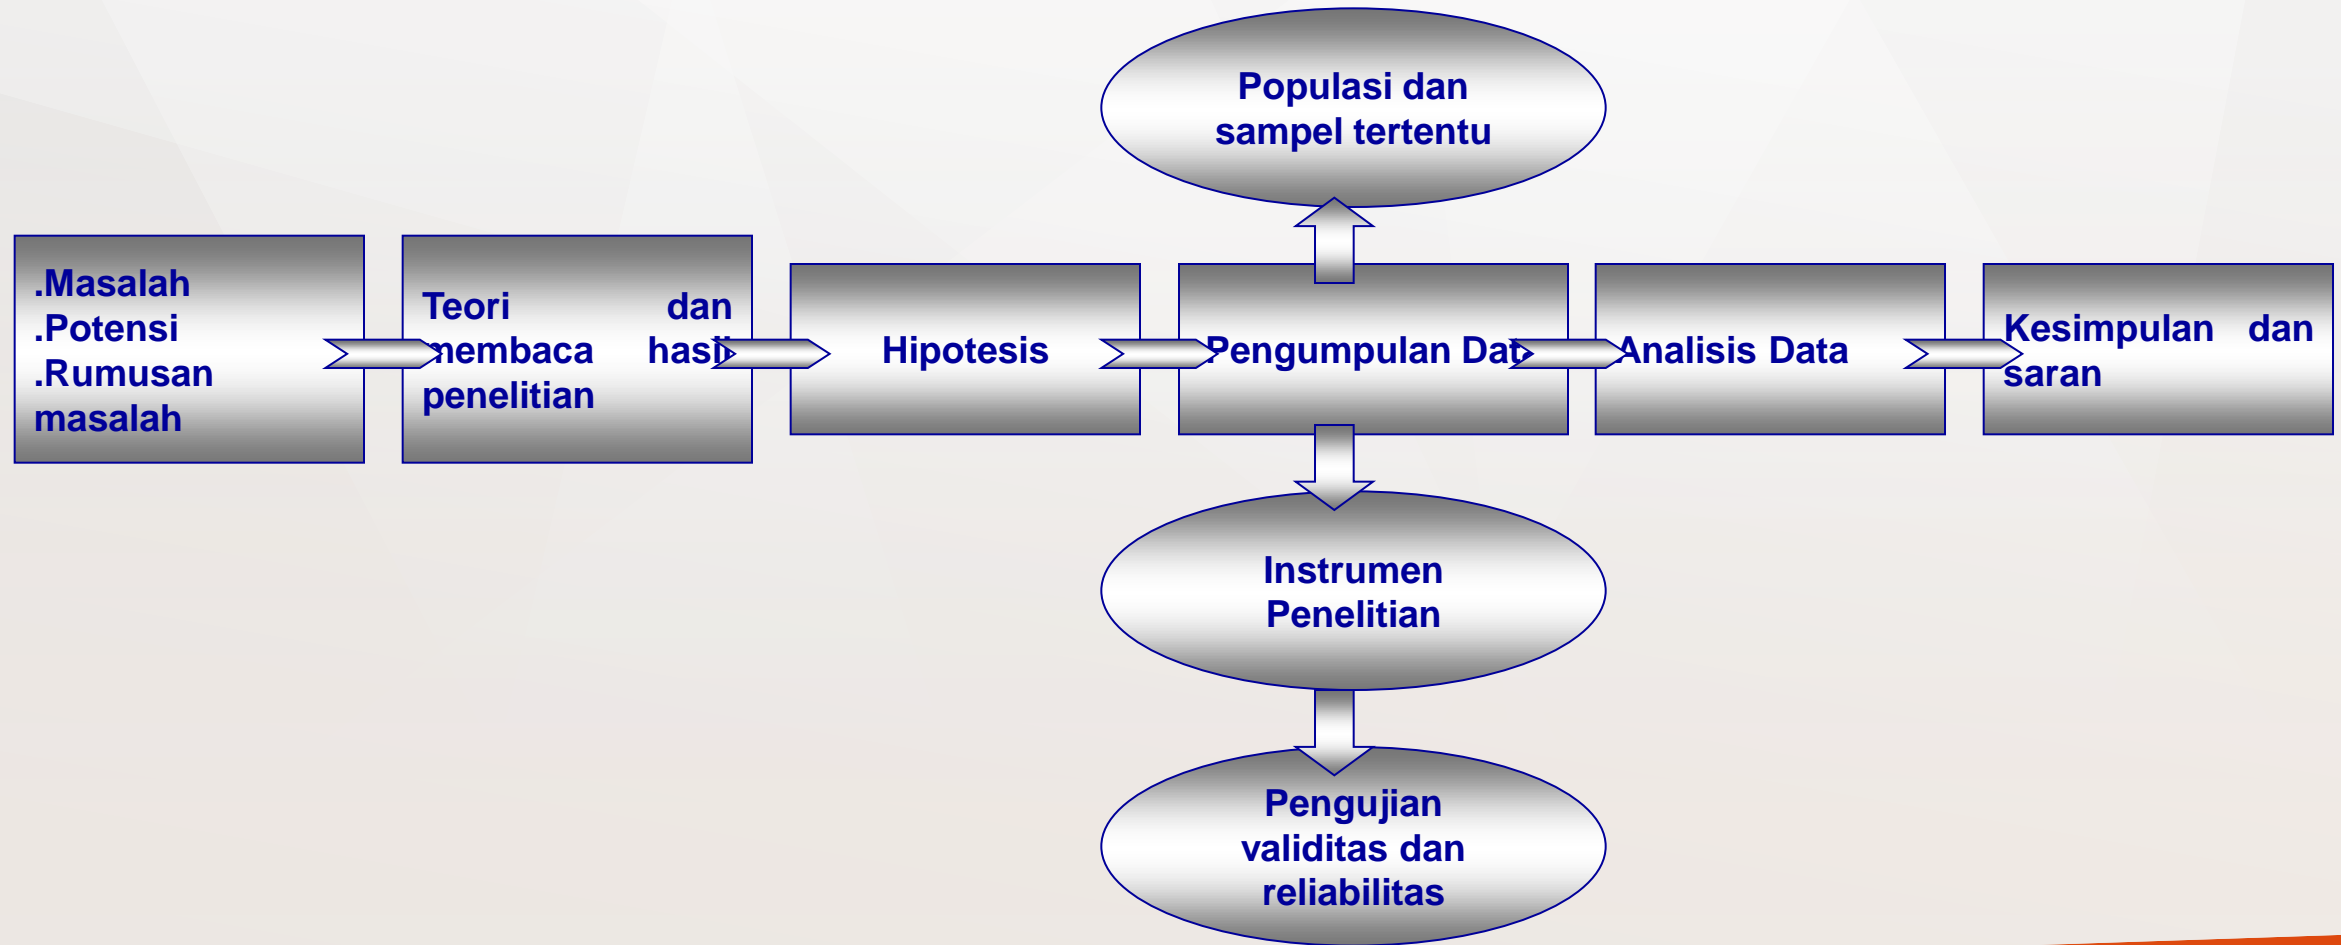 Populasi dan
sampel tertentu
.Masalah
.Potensi
.Rumusan
masalah
Teori dan
membaca hasil
penelitian
Hipotesis
Pengumpulan Data
Analisis Data
Kesimpulan dan
saran
Instrumen
Penelitian
Pengujian
validitas dan
reliabilitas